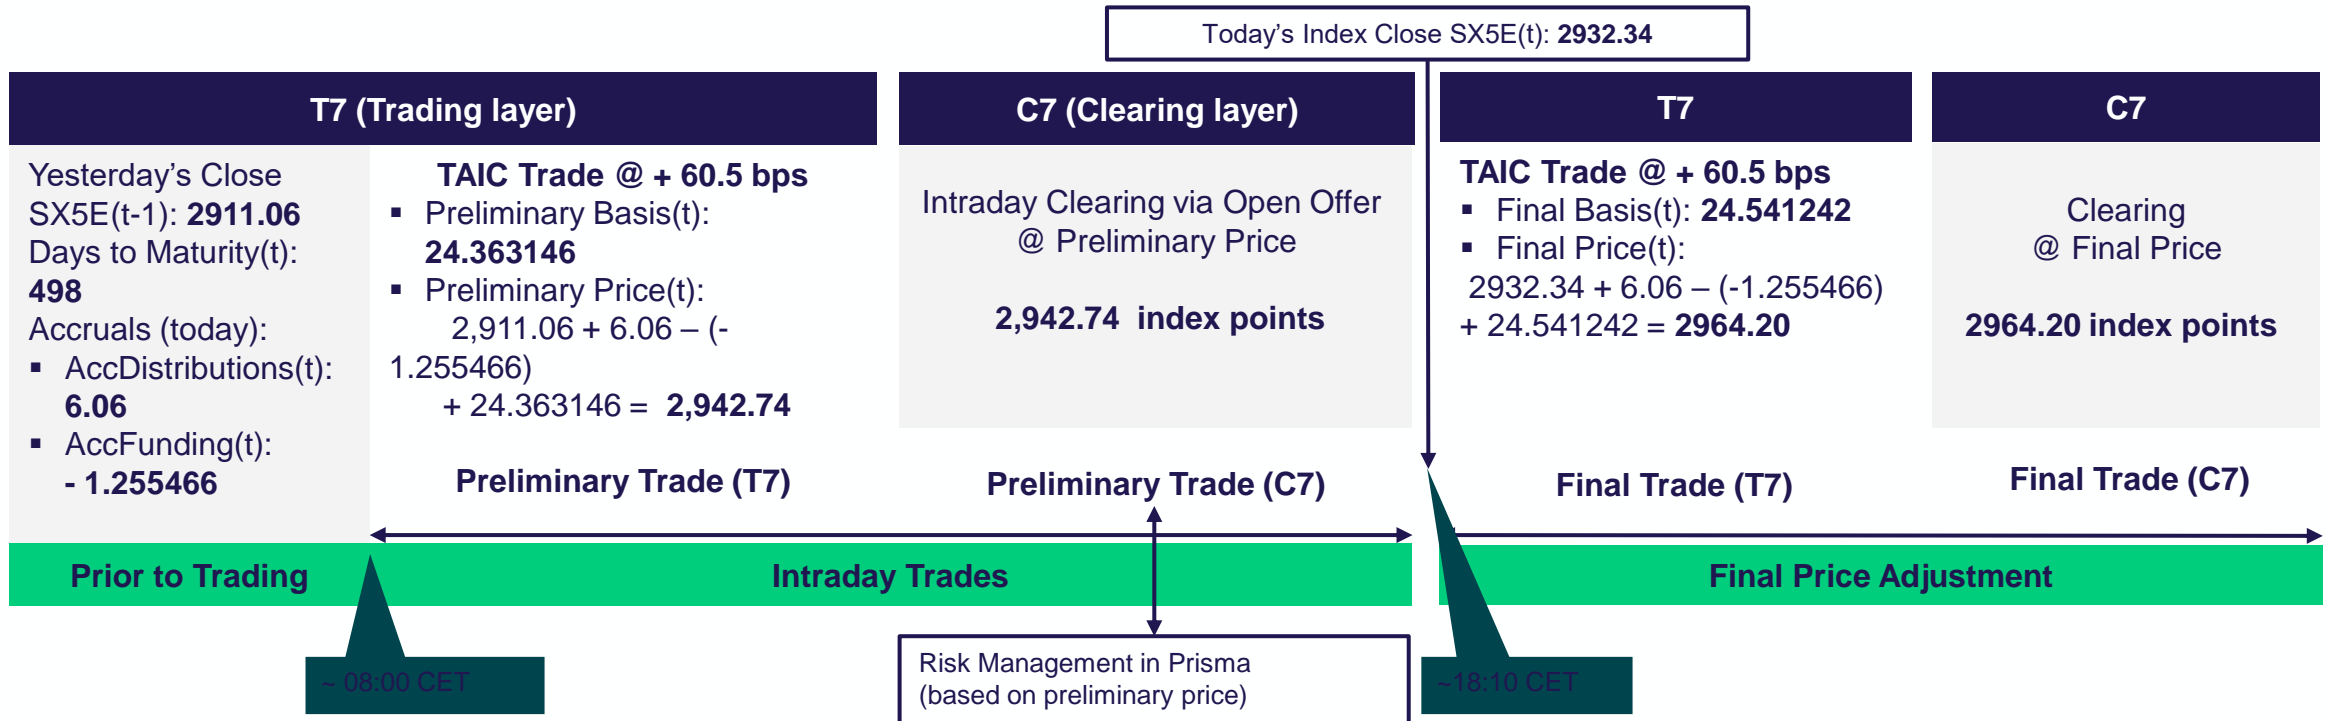 Today's Index Close SX5E(t): 2932.34
T7 (Trading layer)
Yesterday's Close
SX5E(t-1): 2911.06
Days to Maturity(t):
498
Accruals (today):
▪ AccDistributions(t):
6.06
▪ AccFunding(t):
- 1.255466
TAIC Trade @ + 60.5 bps
▪ Preliminary Basis(t):
24.363146
▪ Preliminary Price(t):
2,911.06 + 6.06 – (-
1.255466)
+ 24.363146 = 2,942.74
Preliminary Trade (T7)
C7 (Clearing layer)
Intraday Clearing via Open Offer
@ Preliminary Price
2,942.74 index points
Preliminary Trade (C7)
T7
TAIC Trade @ + 60.5 bps
▪ Final Basis(t): 24.541242
▪ Final Price(t):
2932.34 + 6.06 – (-1.255466)
+ 24.541242 = 2964.20
Final Trade (T7)
C7
Clearing
@ Final Price
2964.20 index points
Final Trade (C7)
Prior to Trading
Intraday Trades
Final Price Adjustment
~ 08:00 CET
Risk Management in Prisma
(based on preliminary price)
~18:10 CET